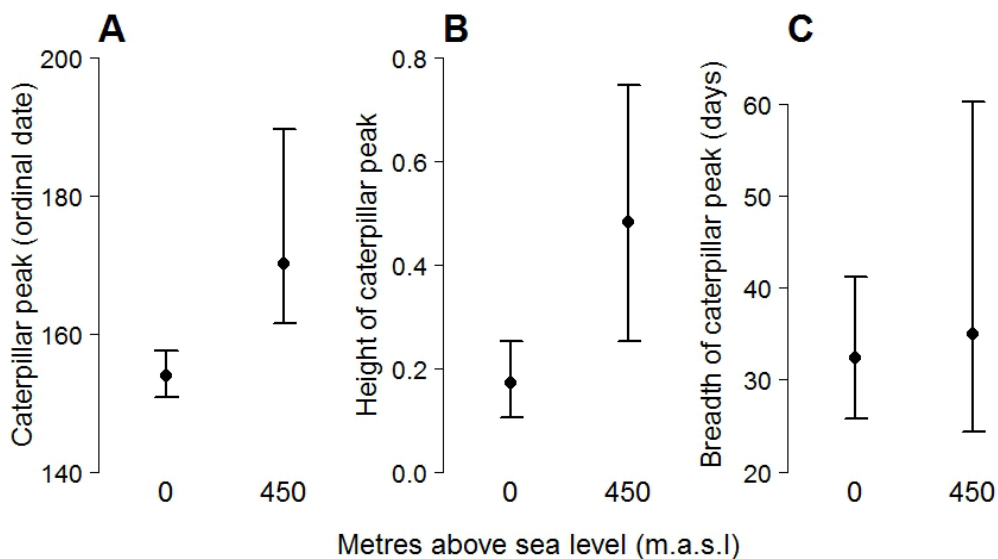 A
Caterpillar peak (ordinal date)
200
180
160
140
0 450
B
Height of caterpillar peak
0.8
0.6
0.4
0.2
0.0
0 450
C
Breadth of caterpillar peak (days)
60
50
40
30
20
0 450
Metres above sea level (m.a.s.l)